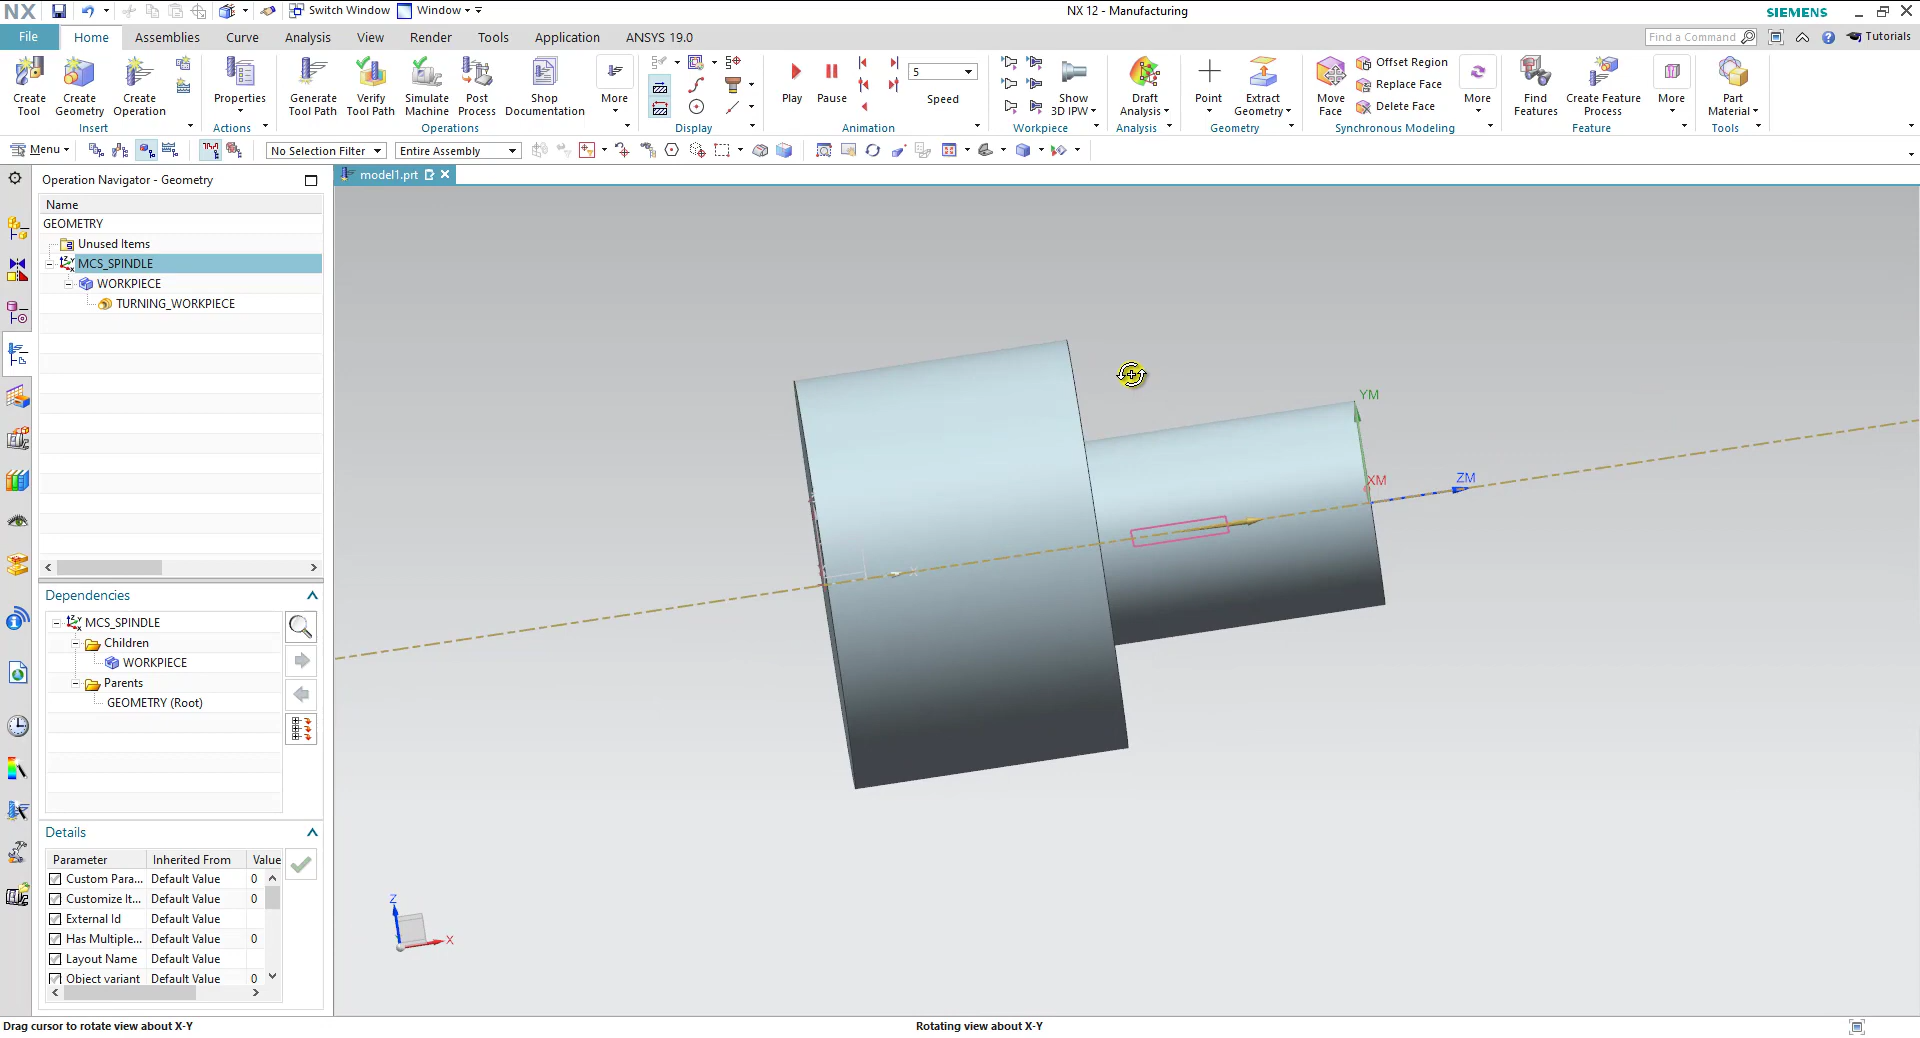 NX
Switch Window
Window
NX 12 - Manufacturing
SIEMENS
File
Home
Assemblies
Curve
Analysis
View
Render
Tools
Application
ANSYS 19.0
Find a Command
Tutorials
Create Tool
Create Geometry
Create Operation
Properties
Generate Tool Path
Verify Tool Path
Simulate Machine
Post Process
Shop Documentation
More
Play
Pause
5
Speed
Show 3D IPW
Draft Analysis
Point
Extract Geometry
Move Face
Offset Region
Replace Face
Delete Face
More
Find Features
Create Feature Process
More
Part Material
Insert
Actions
Operations
Display
Animation
Workpiece
Analysis
Geometry
Synchronous Modeling
Feature
Tools
Menu
No Selection Filter
Entire Assembly
Operation Navigator - Geometry
model1.prt
Name
GEOMETRY
Unused Items
MCS_SPINDLE
WORKPIECE
TURNING_WORKPIECE
Dependencies
MCS_SPINDLE
Children
WORKPIECE
Parents
GEOMETRY (Root)
Details
Parameter
Inherited From
Value
Custom Para...
Default Value
0
Customize It...
Default Value
0
External Id
Default Value
Has Multiple...
Default Value
0
Layout Name
Default Value
Object variant
Default Value
0
YM
XM
ZM
X
Z
X
Drag cursor to rotate view about X-Y
Rotating view about X-Y